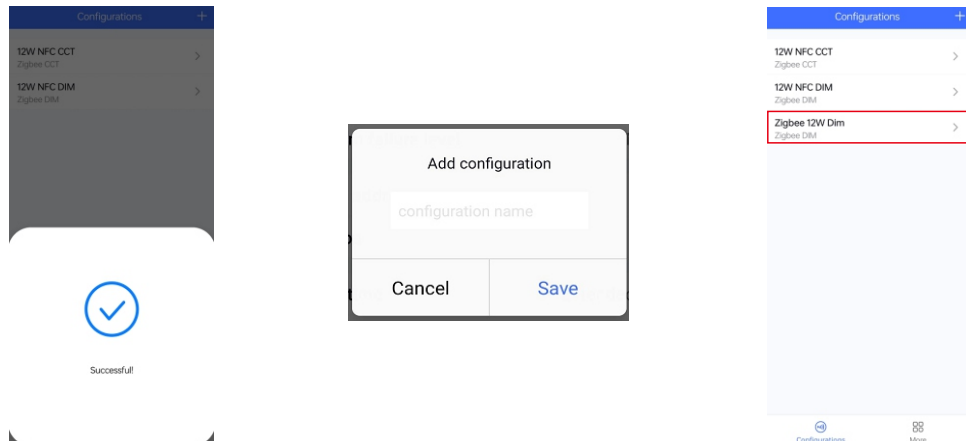 Configurations +
12W NFC CCT
Zigbee CCT
12W NFC DIM
Zigbee DIM
Successful!
Add configuration
configuration name
Cancel
Save
Configurations +
12W NFC CCT
Zigbee CCT
12W NFC DIM
Zigbee DIM
Zigbee 12W Dim
Zigbee DIM
Configurations
More